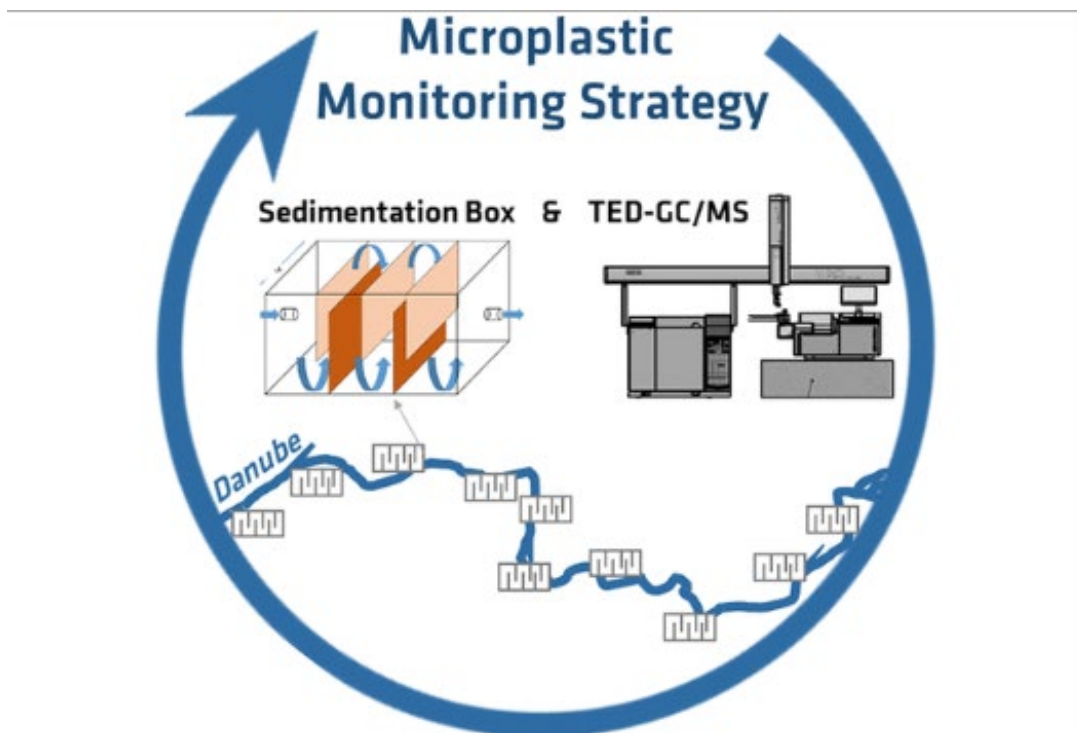 Microplastic
Monitoring Strategy
Sedimentation Box & TED-GC/MS
Danube